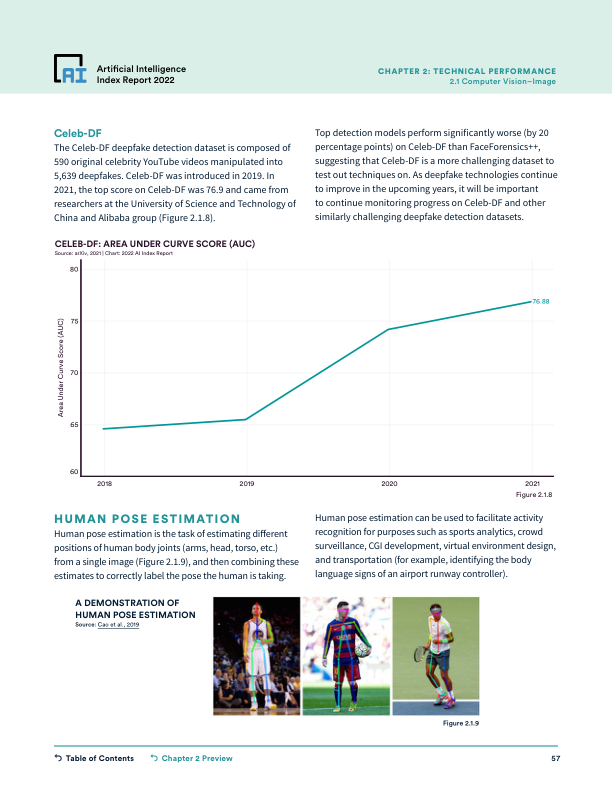 AI
Artificial Intelligence
Index Report 2022
CHAPTER 2: TECHNICAL PERFORMANCE
2.1 Computer Vision—Image
Celeb-DF
The Celeb-DF deepfake detection dataset is composed of
590 original celebrity YouTube videos manipulated into
5,639 deepfakes. Celeb-DF was introduced in 2019. In
2021, the top score on Celeb-DF was 76.9 and came from
researchers at the University of Science and Technology of
China and Alibaba group (Figure 2.1.8).
Top detection models perform significantly worse (by 20
percentage points) on Celeb-DF than FaceForensics++,
suggesting that Celeb-DF is a more challenging dataset to
test out techniques on. As deepfake technologies continue
to improve in the upcoming years, it will be important
to continue monitoring progress on Celeb-DF and other
similarly challenging deepfake detection datasets.
CELEB-DF: AREA UNDER CURVE SCORE (AUC)
Source: arXiv, 2021 | Chart: 2022 AI Index Report
Area Under Curve Score (AUC)
80
75
70
65
60
76.88
2018
2019
2020
2021
Figure 2.1.8
HUMAN POSE ESTIMATION
Human pose estimation is the task of estimating different
positions of human body joints (arms, head, torso, etc.)
from a single image (Figure 2.1.9), and then combining these
estimates to correctly label the pose the human is taking.
Human pose estimation can be used to facilitate activity
recognition for purposes such as sports analytics, crowd
surveillance, CGI development, virtual environment design,
and transportation (for example, identifying the body
language signs of an airport runway controller).
A DEMONSTRATION OF
HUMAN POSE ESTIMATION
Source: Cao et al., 2019
Figure 2.1.9
Table of Contents
Chapter 2 Preview
57